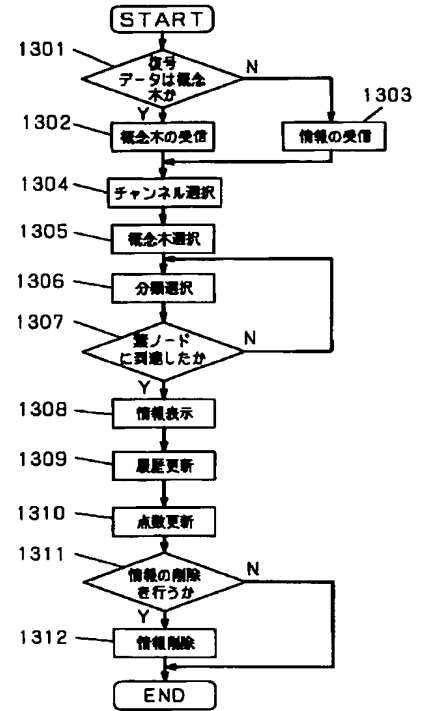 START
1301
復号
データは概念
木か
N
Y
1302
概念木の受信
1303
情報の受信
1304
チャンネル選択
1305
概念木選択
1306
分類選択
1307
葉ノード
に到達したか
N
Y
1308
情報表示
1309
履歴更新
1310
点数更新
1311
情報の削除
を行うか
N
Y
1312
情報削除
END